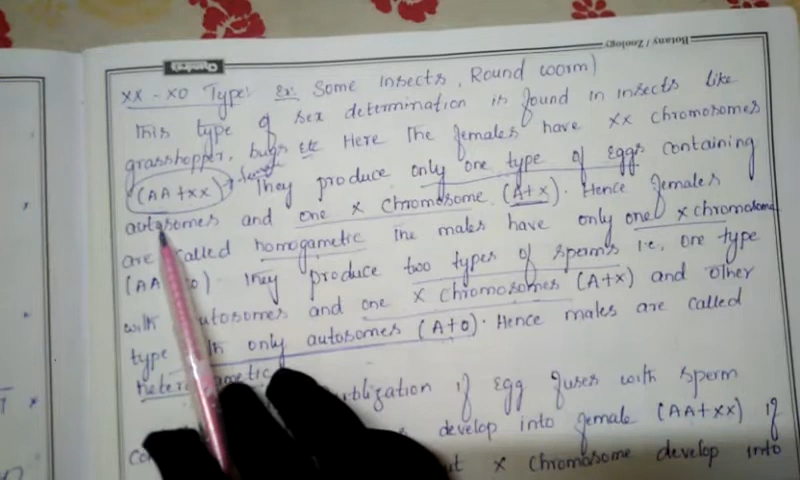 Botany / Zoology
XX - XO Type: Ex: Some insects, Round worm)
This type of sex determination is found in insects like
grasshopper, bugs etc Here The females have XX chromosomes
(AA+XX) They produce only one type of eggs containing
autosomes and one X chromosome (A+X). Hence females
are called homogametic The males have only one X chromosome
(AA O). They produce two types of sperms i.e, one type
with autosomes and one X chromosomes (A+X) and other
type only autosomes (A+O). Hence males are called
if egg fuses with sperm
develop into female (AA+XX) if
X chromosome develop into